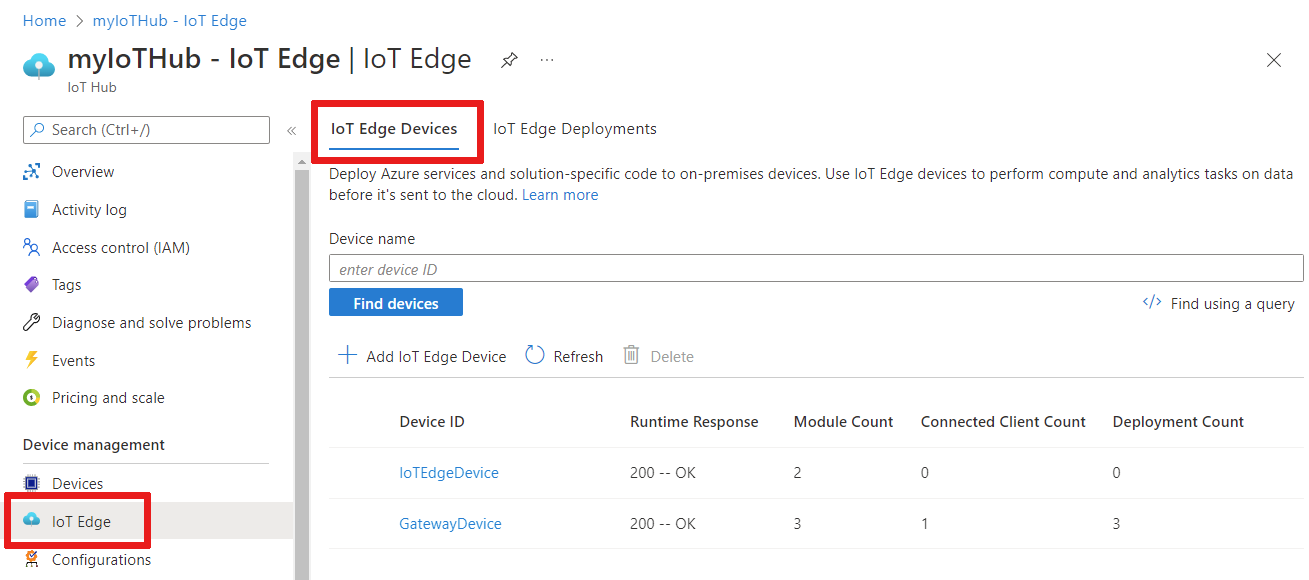 Home > myIoTHub - IoT Edge
myIoTHub - IoT Edge | IoT Edge ...
IoT Hub
Search (Ctrl+/)
«
Overview
Activity log
Access control (IAM)
Tags
Diagnose and solve problems
Events
Pricing and scale
Device management
Devices
IoT Edge
Configurations
IoT Edge Devices IoT Edge Deployments
Deploy Azure services and solution-specific code to on-premises devices. Use IoT Edge devices to perform compute and analytics tasks on data
before it's sent to the cloud. Learn more
Device name
enter device ID
Find devices
</> Find using a query
+ Add IoT Edge Device Refresh Delete
Device ID Runtime Response Module Count Connected Client Count Deployment Count
IoTEdgeDevice 200 -- OK 2 0 0
GatewayDevice 200 -- OK 3 1 3